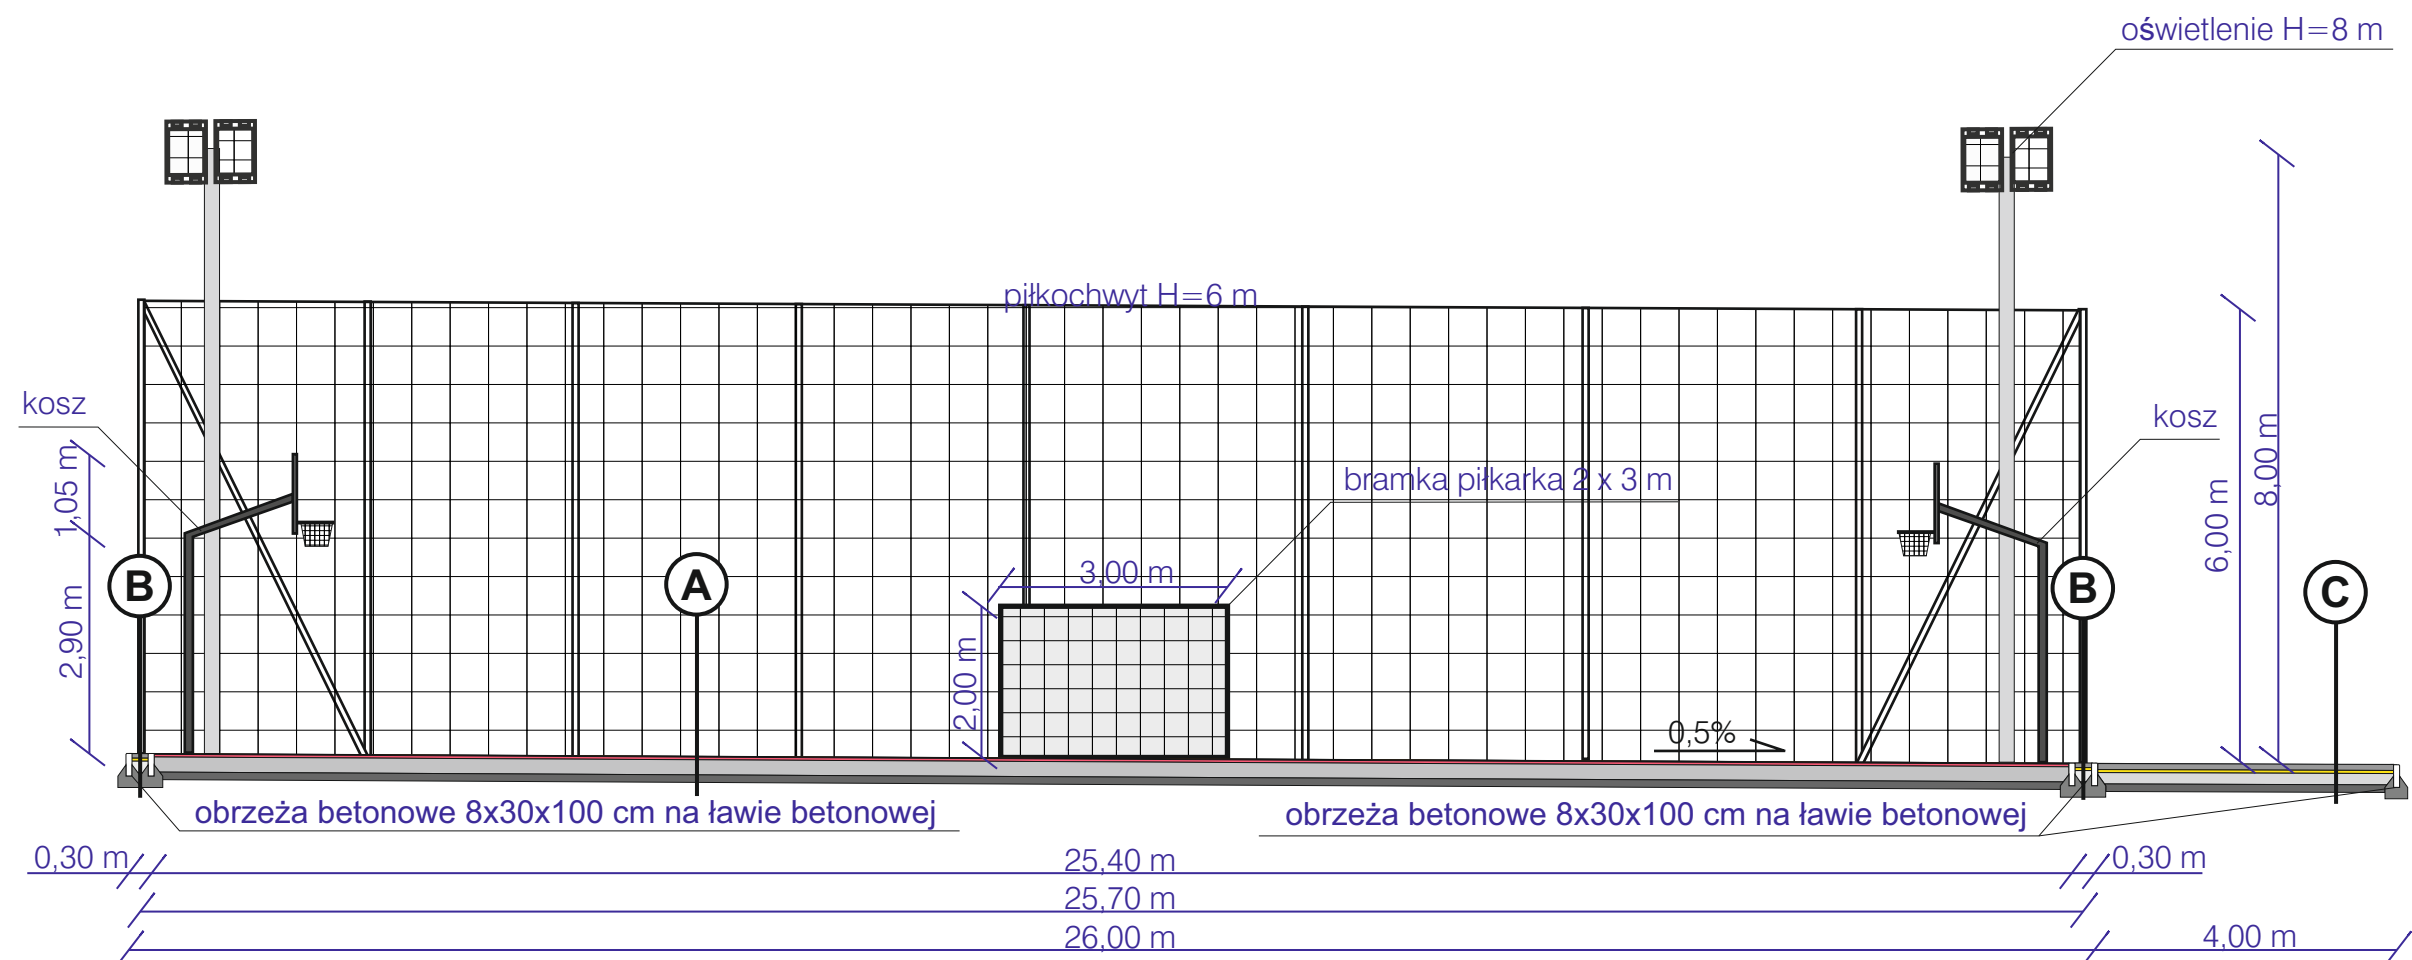 oświetlenie H=8 m
piłkochwyt H=6 m
kosz
kosz
1,05 m
bramka piłkarka 2 x 3 m
6,00 m
8,00 m
B
A
3,00 m
B
C
2,90 m
2,00 m
0,5%
obrzeża betonowe 8x30x100 cm na ławie betonowej
obrzeża betonowe 8x30x100 cm na ławie betonowej
0,30 m
25,40 m
0,30 m
25,70 m
26,00 m
4,00 m